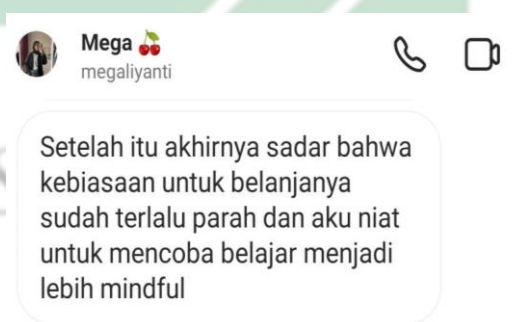 Mega 🍒
megaliyanti
Setelah itu akhirnya sadar bahwa
kebiasaan untuk belanjanya
sudah terlalu parah dan aku niat
untuk mencoba belajar menjadi
lebih mindful